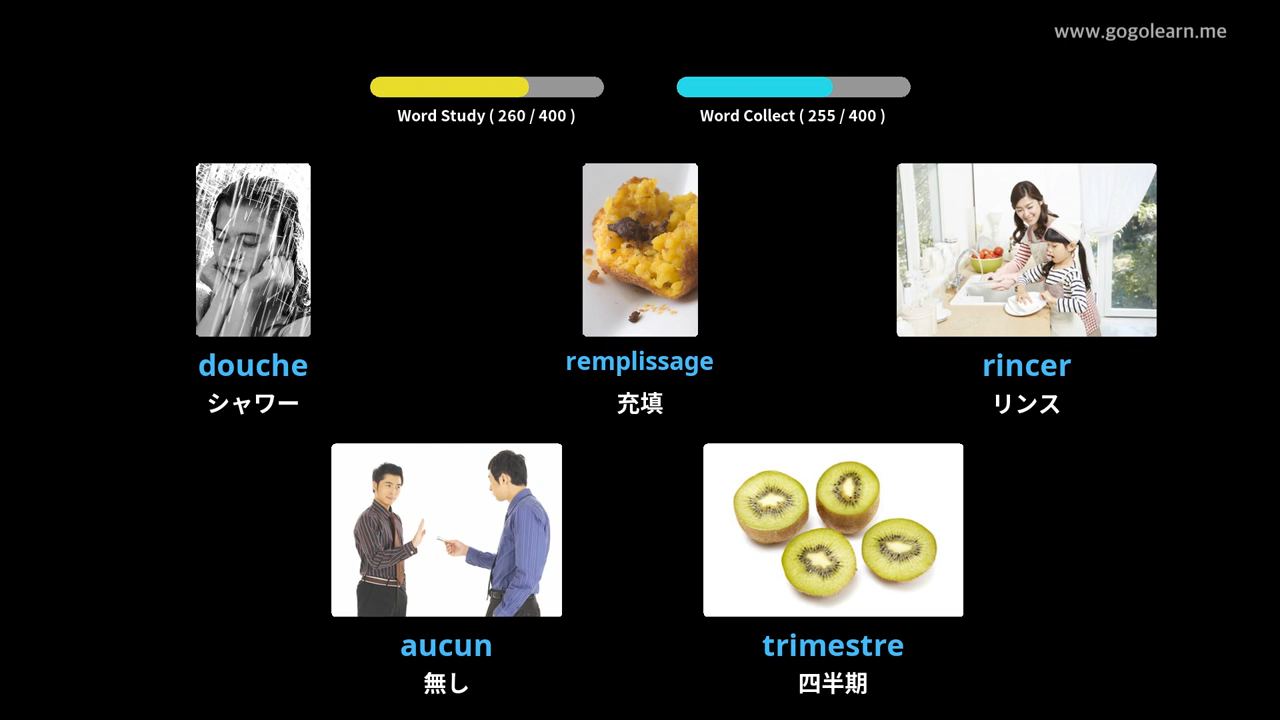 www.gogolearn.me
Word Study ( 260 / 400 )
Word Collect ( 255 / 400 )
douche
シャワー
remplissage
充填
rincer
リンス
aucun
無し
trimestre
四半期